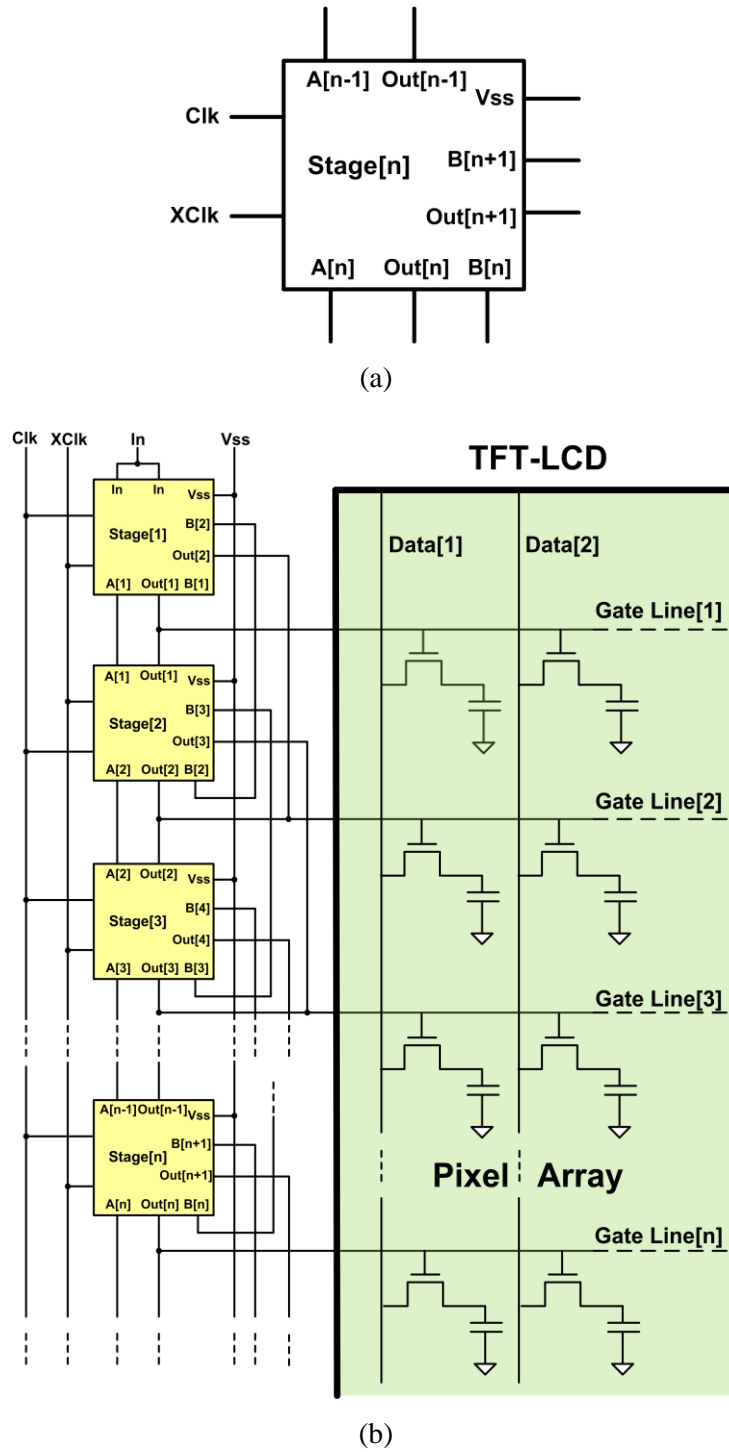 A[n-1] Out[n-1]
Vss
Clk
Stage[n]
B[n+1]
XClk
Out[n+1]
A[n] Out[n] B[n]
(a)
Clk XClk In Vss
TFT-LCD
In In
Vss
Stage[1]
B[2]
Out[2]
A[1] Out[1] B[1]
Data[1] Data[2]
Gate Line[1]
A[1] Out[1]
Vss
Stage[2]
B[3]
Out[3]
A[2] Out[2] B[2]
Gate Line[2]
A[2] Out[2]
Vss
Stage[3]
B[4]
Out[4]
A[3] Out[3] B[3]
Gate Line[3]
A[n-1] Out[n-1]
Vss
Stage[n]
B[n+1]
Out[n+1]
A[n] Out[n] B[n]
Pixel Array
Gate Line[n]
(b)